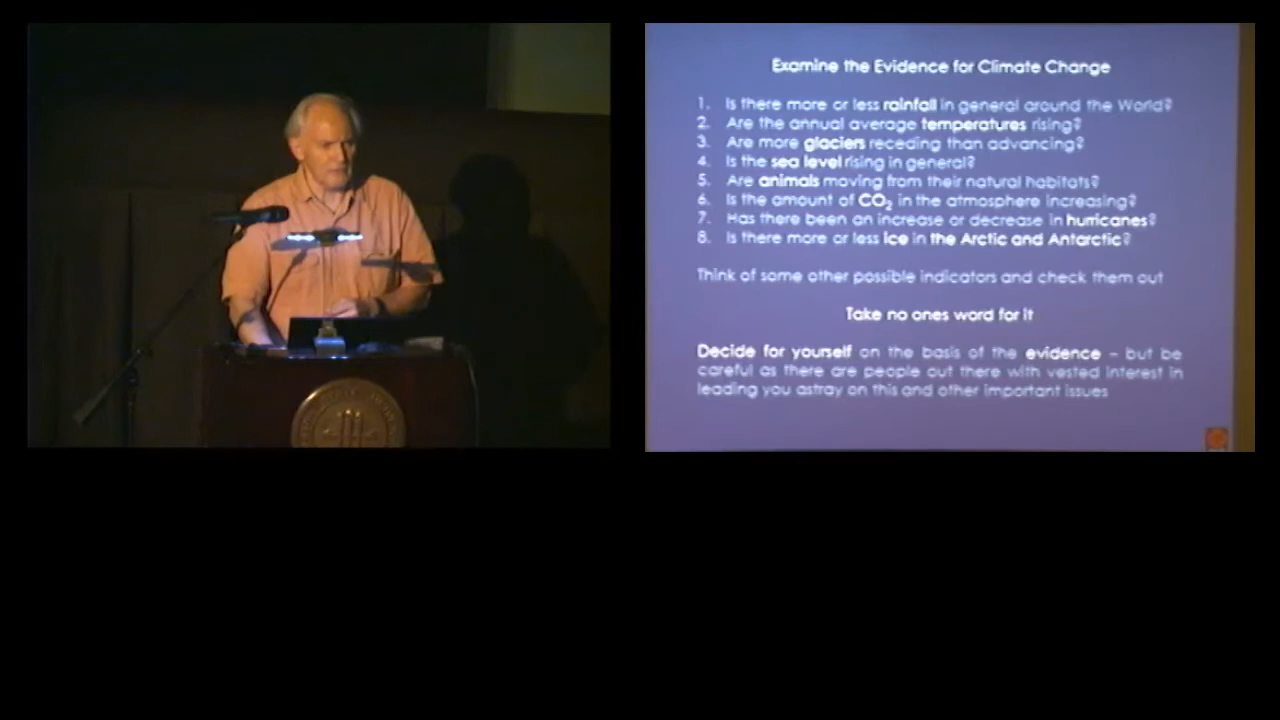 Examine the Evidence for Climate Change
1. Is there more or less rainfall in general around the World?
2. Are the annual average temperatures rising?
3. Are more glaciers receding than advancing?
4. Is the sea level rising in general?
5. Are animals moving from their natural habitats?
6. Is the amount of CO₂ in the atmosphere increasing?
7. Has there been an increase or decrease in hurricanes?
8. Is there more or less ice in the Arctic and Antarctic?
Think of some other possible indicators and check them out
Take no ones word for it
Decide for yourself on the basis of the evidence – but be
careful as there are people out there with vested interest in
leading you astray on this and other important issues